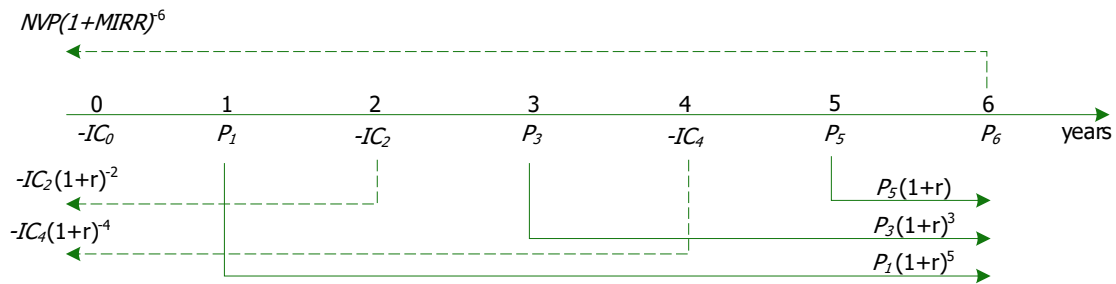 NVP(1+MIRR)⁻⁶
0 1 2 3 4 5 6
-IC₀ P₁ -IC₂ P₃ -IC₄ P₅ P₆ years
-IC₂(1+r)⁻² P₅(1+r)
-IC₄(1+r)⁻⁴ P₃(1+r)³
P₁(1+r)⁵